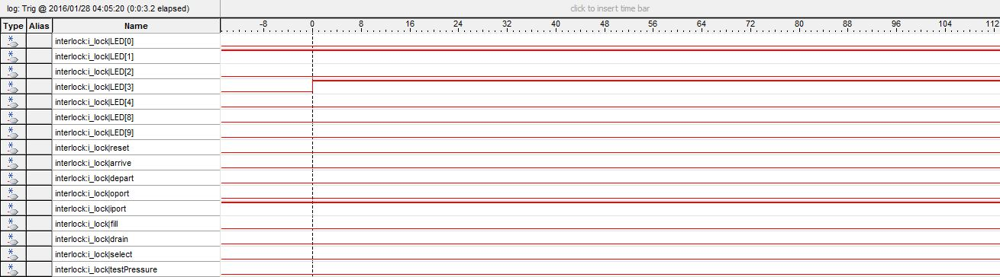 log: Trig @ 2016/01/28 04:05:20 (0:0:3.2 elapsed) click to insert time bar
Type Alias Name -8 0 8 16 24 32 40 48 56 64 72 80 88 96 104 112
interlock:i_lock|LED[0]
interlock:i_lock|LED[1]
interlock:i_lock|LED[2]
interlock:i_lock|LED[3]
interlock:i_lock|LED[4]
interlock:i_lock|LED[8]
interlock:i_lock|LED[9]
interlock:i_lock|reset
interlock:i_lock|arrive
interlock:i_lock|depart
interlock:i_lock|oport
interlock:i_lock|iport
interlock:i_lock|fill
interlock:i_lock|drain
interlock:i_lock|select
interlock:i_lock|testPressure